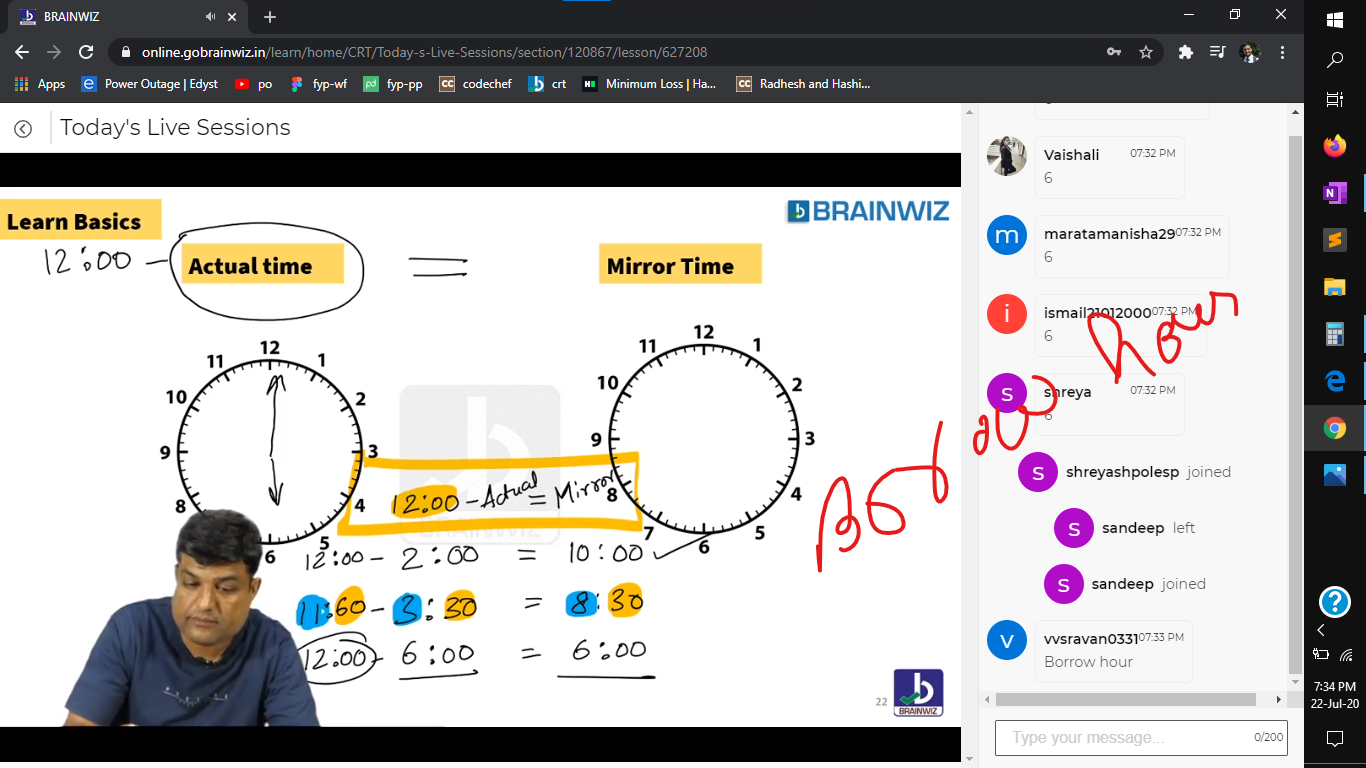 BRAINWIZ
online.gobrainwiz.in/learn/home/CRT/Today-s-Live-Sessions/section/120867/lesson/627208
Apps Power Outage | Edyst po fyp-wf fyp-pp codechef crt Minimum Loss | Ha... Radhesh and Hashi...
Today's Live Sessions
Learn Basics
BRAINWIZ
12:00 - Actual time = Mirror Time
12 1 2 3 4 5 6 8 9 10 11
12 1 2 3 4 5 6 7 8 9 10 11
12:00 - Actual = Mirror
BRAINWIZ
12:00 - 2:00 = 10:00
11:60 - 3:30 = 8:30
12:00 - 6:00 = 6:00
22
BRAINWIZ
Borrow hour
Vaishali 07:32 PM
6
m
maratamanisha29 07:32 PM
6
i
ismail21012000 07:32 PM
6
s
shreya 07:32 PM
6
s
shreyashpolesp joined
s
sandeep left
s
sandeep joined
v
vvsravan0331 07:33 PM
Borrow hour
Type your message... 0/200
7:34 PM
22-Jul-20